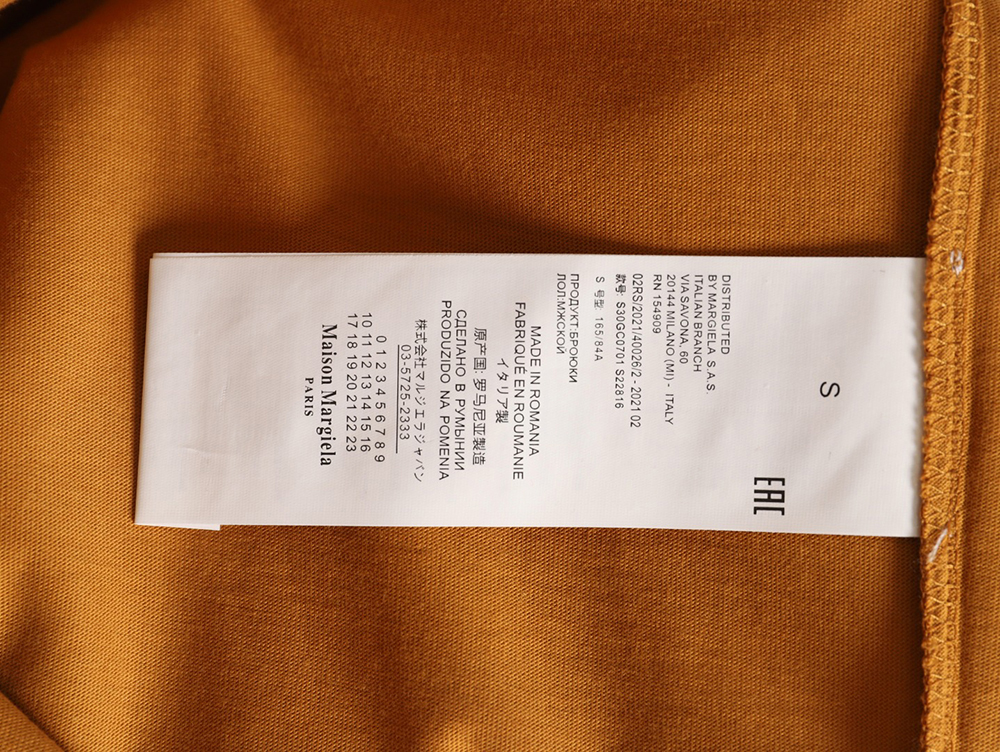 S
EAC
DISTRIBUTED
BY MARGIELA S.A.S.
ITALIAN BRANCH
VIA SAVONA, 60
20144 MILANO (MI) - ITALY
RN 154909
02RS/2021/40026/2 - 2021 02
款号: S30GC0701 S22816
S 号型: 165/84A
ПРОДУКТ:БРОЮКИ
ЛОЛ:МЖСКОЙ
MADE IN ROMANIA
FABRIQUÉ EN ROUMANIE
イタリア製
原产国: 罗马尼亚製造
СДЕЛАНО В РУМЫНИИ
PRODUZIDO NA POMENIA
株式会社マルジエラジャパン
03-5725-2333
0 1 2 3 4 5 6 7 8 9
10 11 12 13 14 15 16
17 18 19 20 21 22 23
Maison Margiela
PARIS